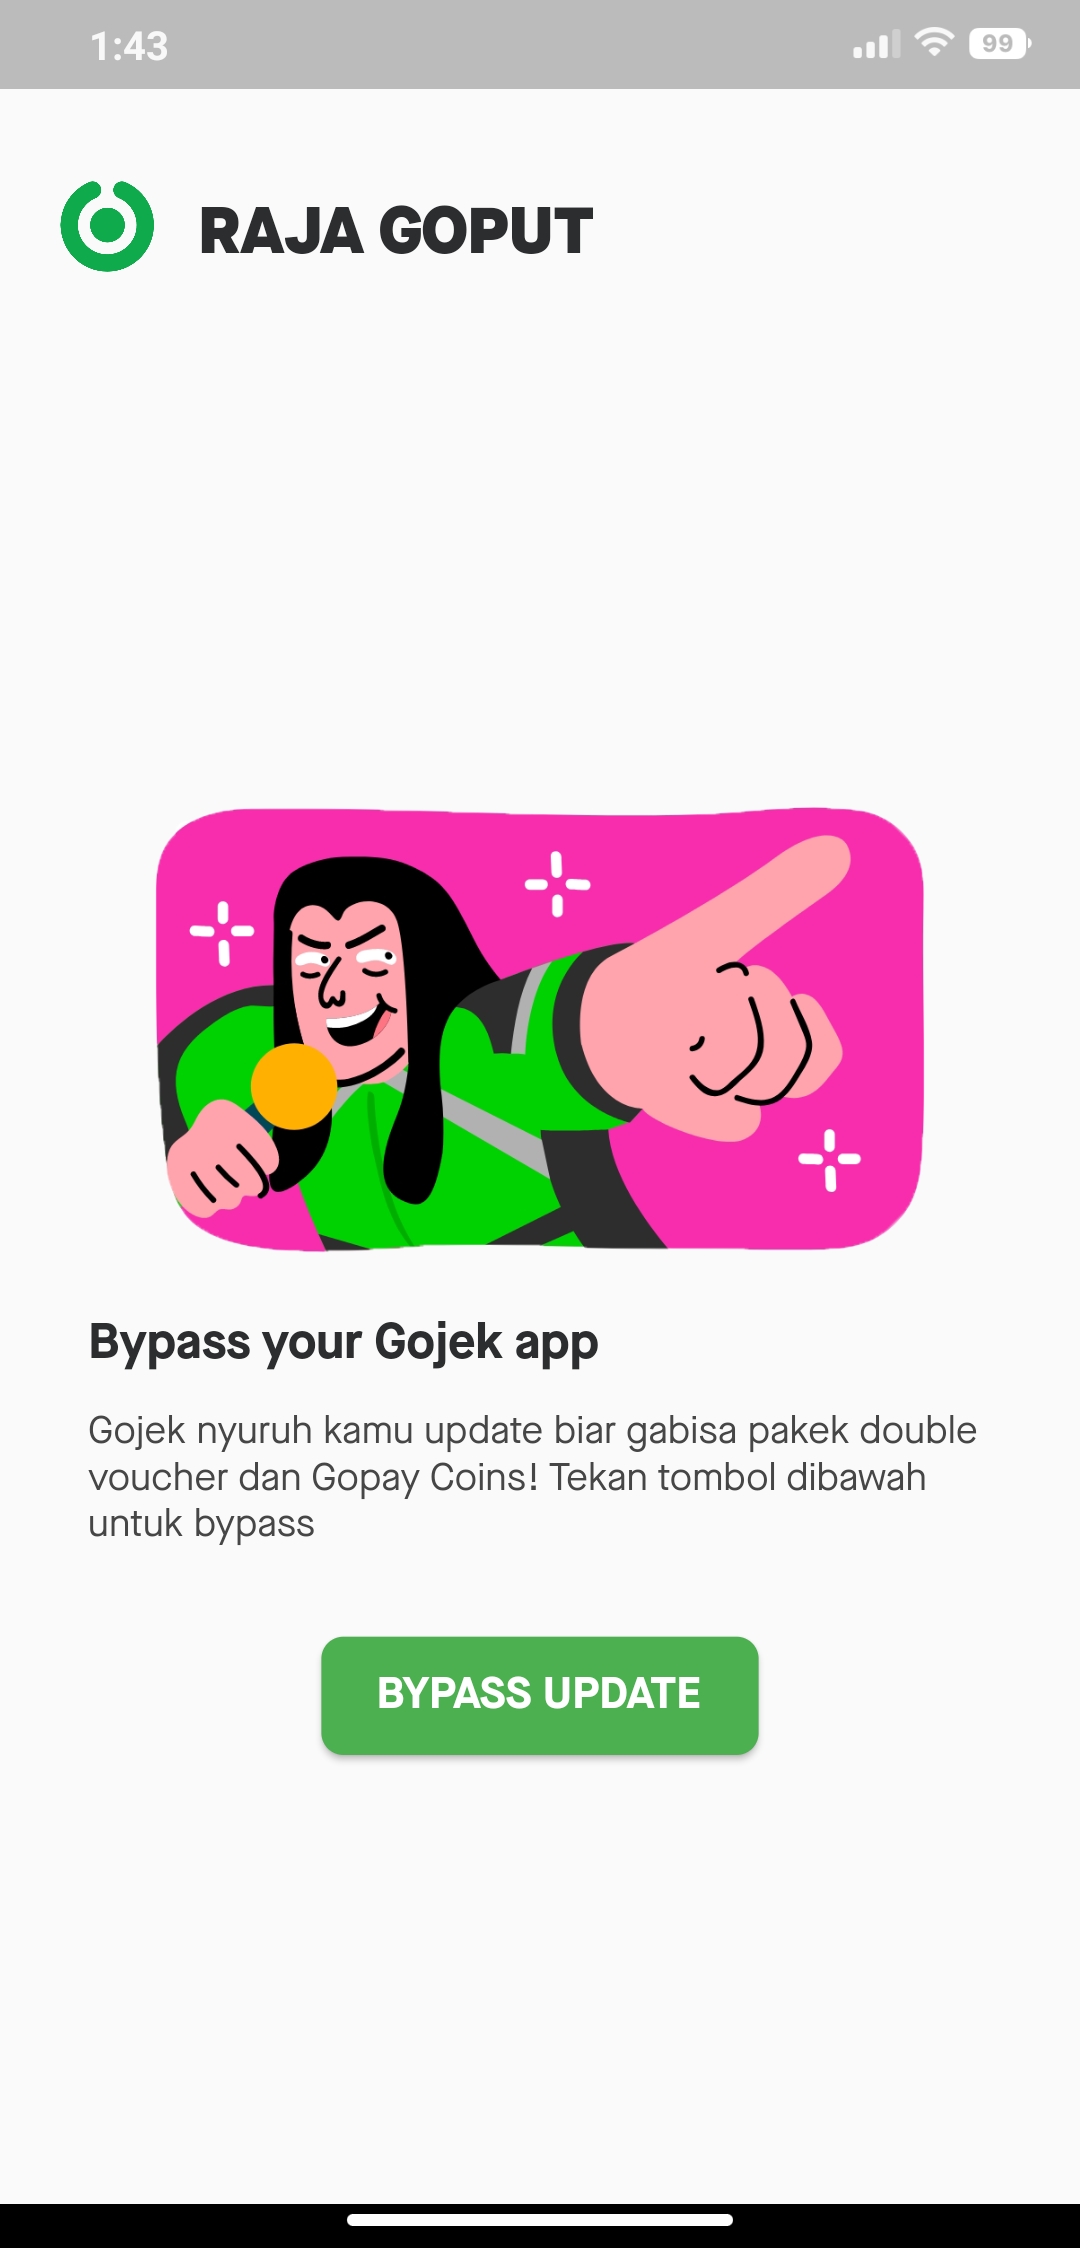 1:43
99
RAJA GOPUT
Bypass your Gojek app
Gojek nyuruh kamu update biar gabisa pakek double
voucher dan Gopay Coins! Tekan tombol dibawah
untuk bypass
BYPASS UPDATE